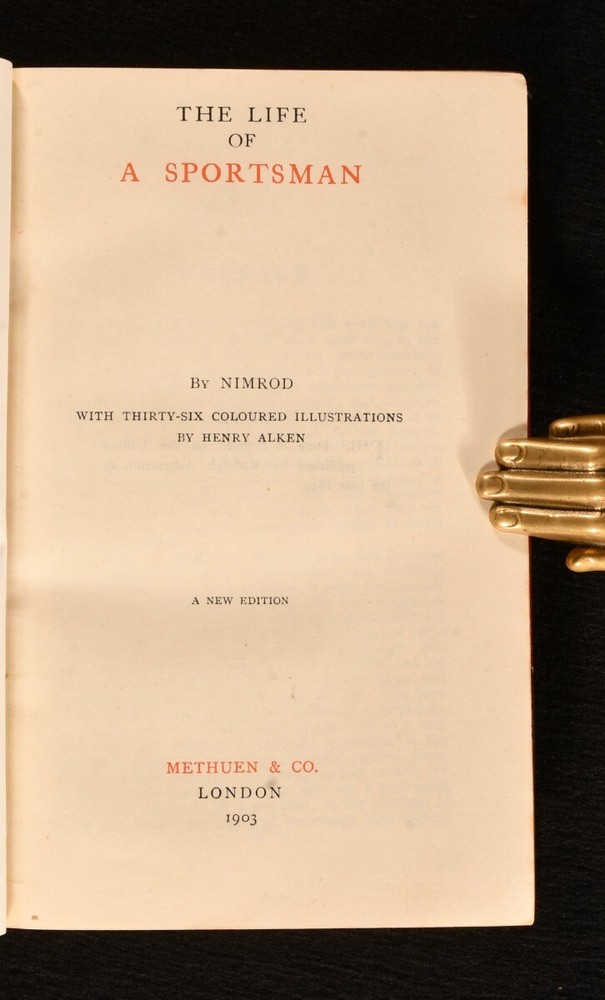 THE LIFE
OF
A SPORTSMAN
By NIMROD
WITH THIRTY-SIX COLOURED ILLUSTRATIONS
BY HENRY ALKEN
A NEW EDITION
METHUEN & CO.
LONDON
1903